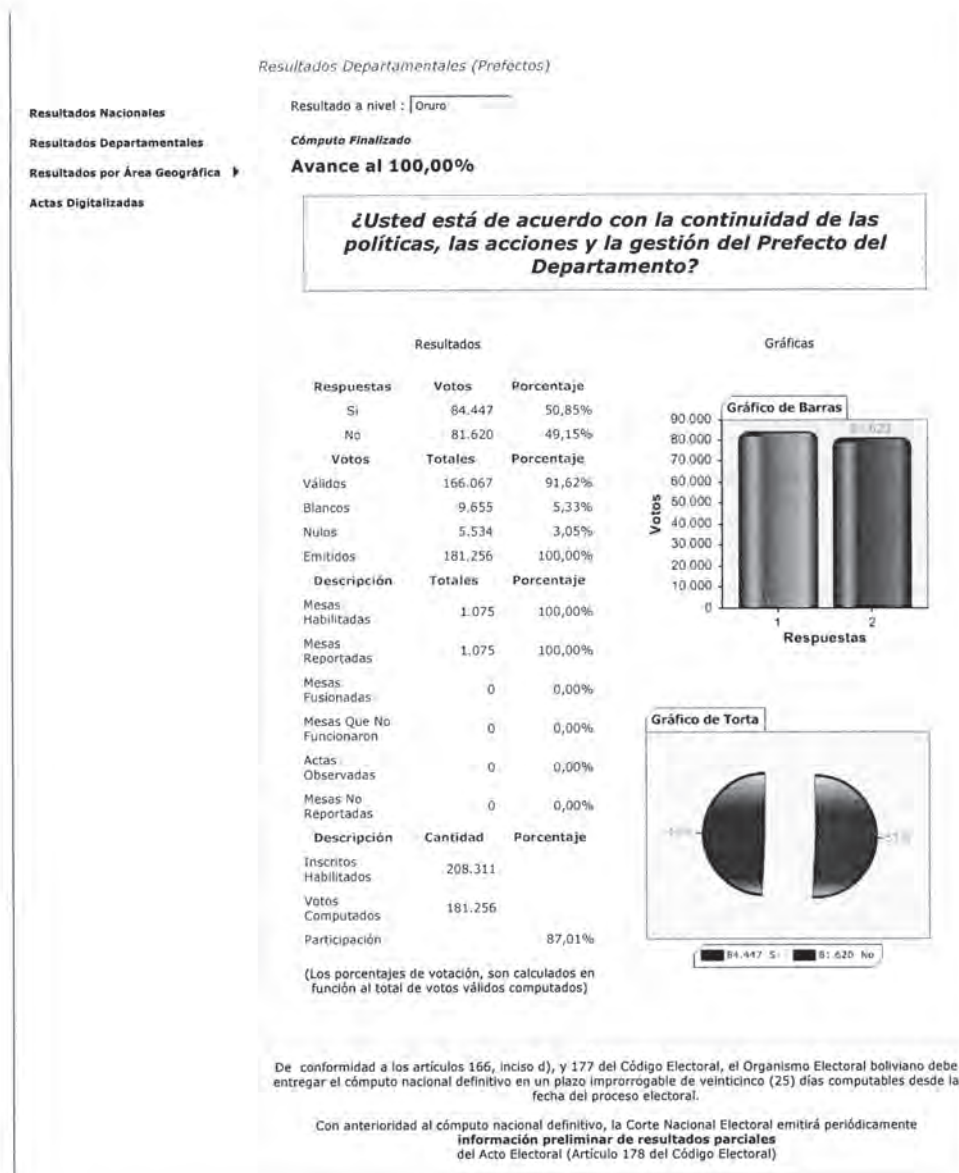 Resultados Departamentales (Prefectos)
Resultados Nacionales
Resultados Departamentales
Resultados por Área Geográfica
Actas Digitalizadas
Resultado a nivel : Oruro
Cómputo Finalizado
Avance al 100,00%
¿Usted está de acuerdo con la continuidad de las
políticas, las acciones y la gestión del Prefecto del
Departamento?
Resultados
Respuestas Votos Porcentaje
Si 84.447 50,85%
No 81.620 49,15%
Votos Totales Porcentaje
Válidos 166.067 91,62%
Blancos 9.655 5,33%
Nulos 5.534 3,05%
Emitidos 181.256 100,00%
Descripción Totales Porcentaje
Mesas
Habilitadas 1.075 100,00%
Mesas
Reportadas 1.075 100,00%
Mesas
Fusionadas 0 0,00%
Mesas Que No
Funcionaron 0 0,00%
Actas
Observadas 0 0,00%
Mesas No
Reportadas 0 0,00%
Descripción Cantidad Porcentaje
Inscritos
Habilitados 208.311
Votos
Computados 181.256
Participación 87,01%
(Los porcentajes de votación, son calculados en
función al total de votos válidos computados)
Gráficas
Gráfico de Barras
90.000
80.000
70.000
60.000
50.000
40.000
30.000
20.000
10.000
0
Votos
1 2
Respuestas
Gráfico de Torta
84.447 Si 81.620 No
De conformidad a los artículos 166, inciso d), y 177 del Código Electoral, el Organismo Electoral boliviano debe
entregar el cómputo nacional definitivo en un plazo improrrogable de veinticinco (25) días computables desde la
fecha del proceso electoral.
Con anterioridad al cómputo nacional definitivo, la Corte Nacional Electoral emitirá periódicamente
información preliminar de resultados parciales
del Acto Electoral (Artículo 178 del Código Electoral)